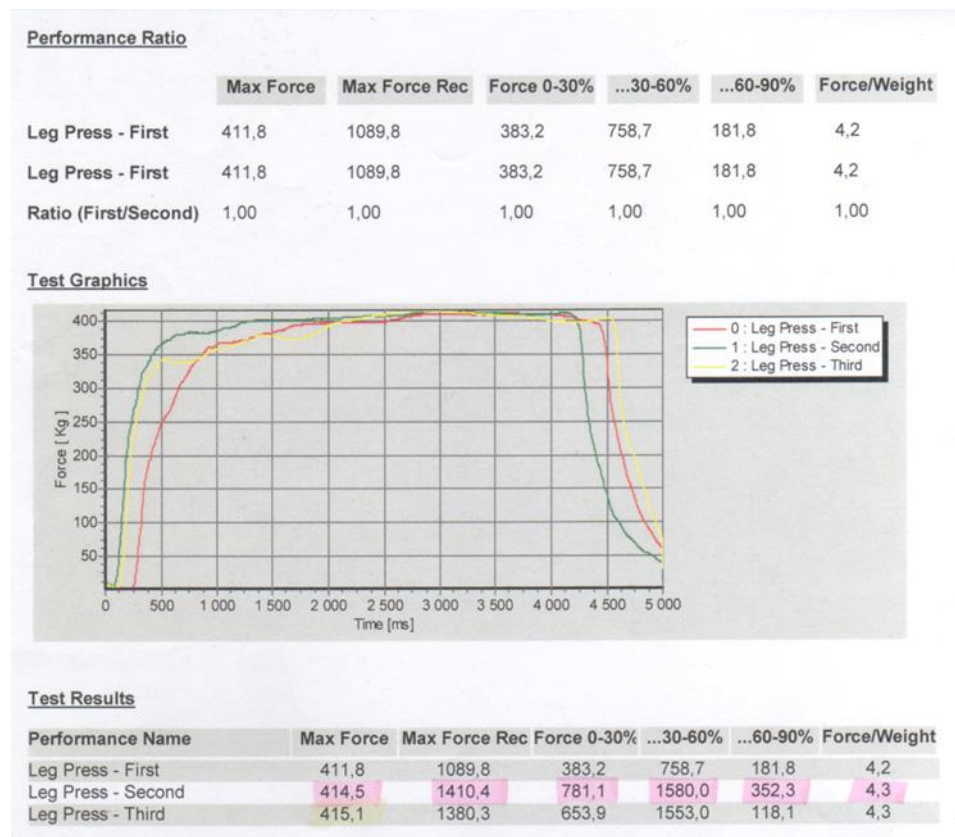 Performance Ratio
Max Force Max Force Rec Force 0-30% ...30-60% ...60-90% Force/Weight
Leg Press - First 411,8 1089,8 383,2 758,7 181,8 4,2
Leg Press - First 411,8 1089,8 383,2 758,7 181,8 4,2
Ratio (First/Second) 1,00 1,00 1,00 1,00 1,00 1,00
Test Graphics
400
350
300
250
200
150
100
50
Force [ Kg ]
0 500 1 000 1 500 2 000 2 500 3 000 3 500 4 000 4 500 5 000
Time [ms]
0 : Leg Press - First
1 : Leg Press - Second
2 : Leg Press - Third
Test Results
Performance Name Max Force Max Force Rec Force 0-30% ...30-60% ...60-90% Force/Weight
Leg Press - First 411,8 1089,8 383,2 758,7 181,8 4,2
Leg Press - Second 414,5 1410,4 781,1 1580,0 352,3 4,3
Leg Press - Third 415,1 1380,3 653,9 1553,0 118,1 4,3